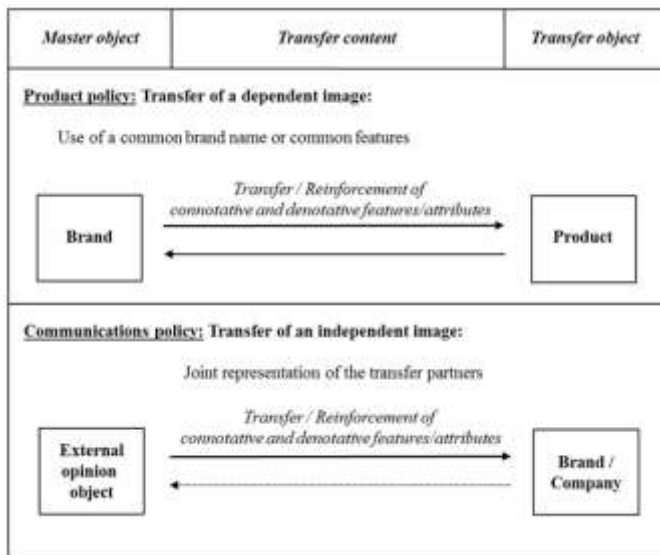 Master object Transfer content Transfer object
Product policy: Transfer of a dependent image:
Use of a common brand name or common features
Transfer / Reinforcement of
connotative and denotative features/attributes
Brand
Product
Communications policy: Transfer of an independent image:
Joint representation of the transfer partners
Transfer / Reinforcement of
connotative and denotative features/attributes
External
opinion
object
Brand /
Company